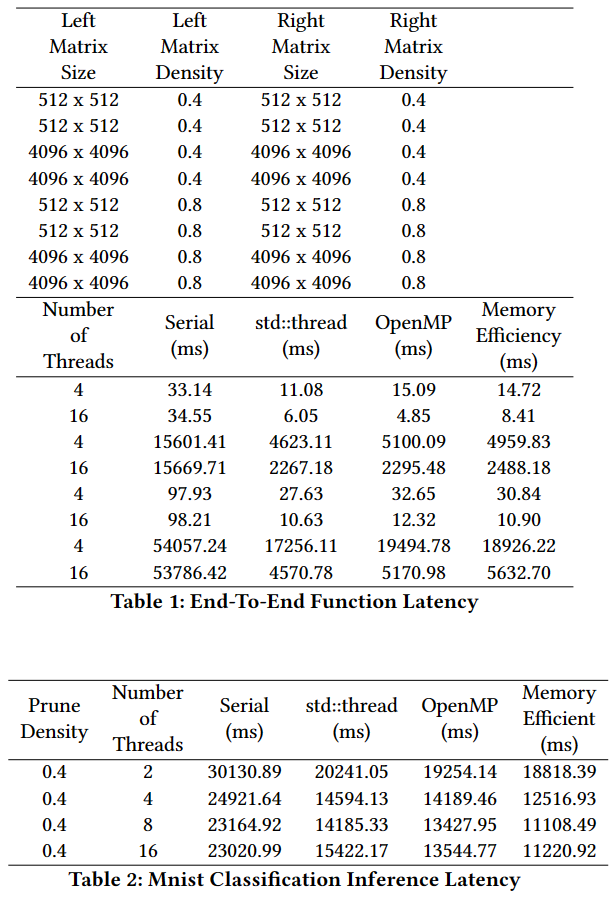 Left Left Right Right
Matrix Matrix Matrix Matrix
Size Density Size Density
512 x 512 0.4 512 x 512 0.4
512 x 512 0.4 512 x 512 0.4
4096 x 4096 0.4 4096 x 4096 0.4
4096 x 4096 0.4 4096 x 4096 0.4
512 x 512 0.8 512 x 512 0.8
512 x 512 0.8 512 x 512 0.8
4096 x 4096 0.8 4096 x 4096 0.8
4096 x 4096 0.8 4096 x 4096 0.8
Number Memory
of Serial std::thread OpenMP Efficiency
Threads (ms) (ms) (ms) (ms)
4 33.14 11.08 15.09 14.72
16 34.55 6.05 4.85 8.41
4 15601.41 4623.11 5100.09 4959.83
16 15669.71 2267.18 2295.48 2488.18
4 97.93 27.63 32.65 30.84
16 98.21 10.63 12.32 10.90
4 54057.24 17256.11 19494.78 18926.22
16 53786.42 4570.78 5170.98 5632.70
Table 1: End-To-End Function Latency
Number Memory
Prune of Serial std::thread OpenMP Efficient
Density Threads (ms) (ms) (ms) (ms)
0.4 2 30130.89 20241.05 19254.14 18818.39
0.4 4 24921.64 14594.13 14189.46 12516.93
0.4 8 23164.92 14185.33 13427.95 11108.49
0.4 16 23020.99 15422.17 13544.77 11220.92
Table 2: Mnist Classification Inference Latency